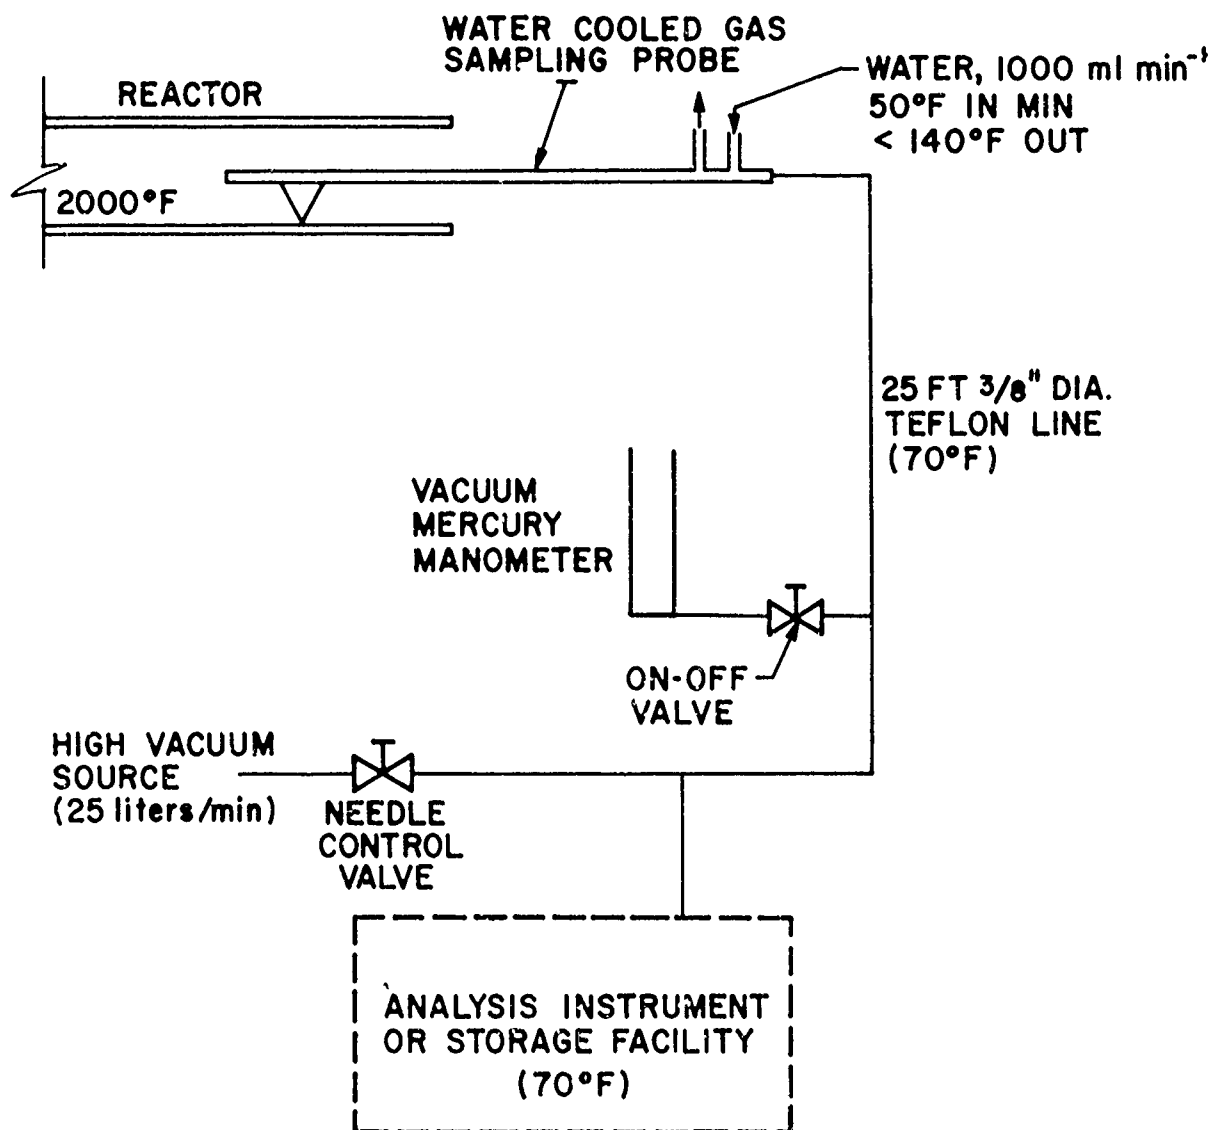 WATER COOLED GAS
SAMPLING PROBE
WATER, 1000 ml min⁻¹
50°F IN MIN
< 140°F OUT
REACTOR
2000°F
25 FT 3/8" DIA.
TEFLON LINE
(70°F)
VACUUM
MERCURY
MANOMETER
ON-OFF
VALVE
HIGH VACUUM
SOURCE
(25 liters/min)
NEEDLE
CONTROL
VALVE
ANALYSIS INSTRUMENT
OR STORAGE FACILITY
(70°F)